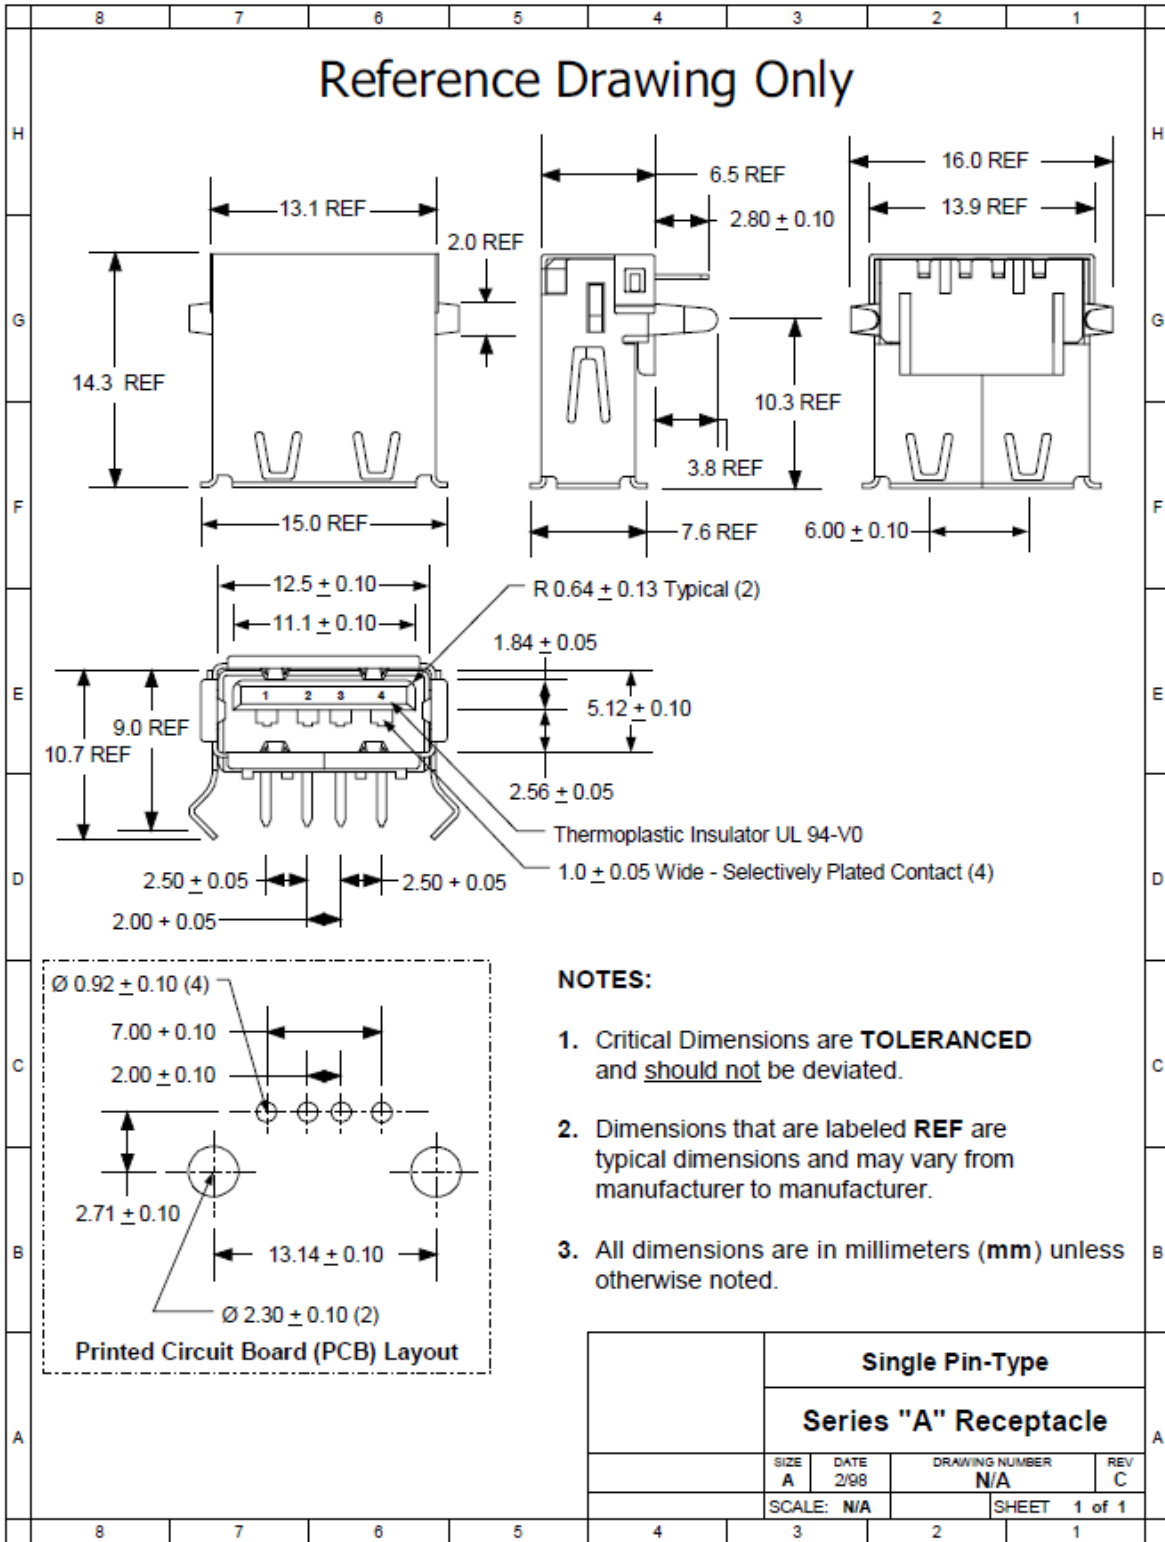 8 7 6 5 4 3 2 1
Reference Drawing Only
H H
16.0 REF
6.5 REF
13.1 REF
13.9 REF
2.80 ± 0.10
2.0 REF
G G
14.3 REF
10.3 REF
3.8 REF
F F
15.0 REF
7.6 REF
6.00 ± 0.10
12.5 ± 0.10
R 0.64 ± 0.13 Typical (2)
11.1 ± 0.10
1.84 ± 0.05
E E
1 2 3 4
5.12 ± 0.10
9.0 REF
10.7 REF
2.56 ± 0.05
Thermoplastic Insulator UL 94-V0
1.0 ± 0.05 Wide - Selectively Plated Contact (4)
D D
2.50 ± 0.05
2.50 + 0.05
2.00 + 0.05
Ø 0.92 ± 0.10 (4)
7.00 + 0.10
2.00 ± 0.10
C C
2.71 ± 0.10
B B
13.14 ± 0.10
Ø 2.30 ± 0.10 (2)
Printed Circuit Board (PCB) Layout
NOTES:
1. Critical Dimensions are TOLERANCED
and should not be deviated.
2. Dimensions that are labeled REF are
typical dimensions and may vary from
manufacturer to manufacturer.
3. All dimensions are in millimeters (mm) unless
otherwise noted.
Single Pin-Type
Series "A" Receptacle
A A
SIZE DATE DRAWING NUMBER REV
A 2/98 N/A C
SCALE: N/A SHEET 1 of 1
8 7 6 5 4 3 2 1